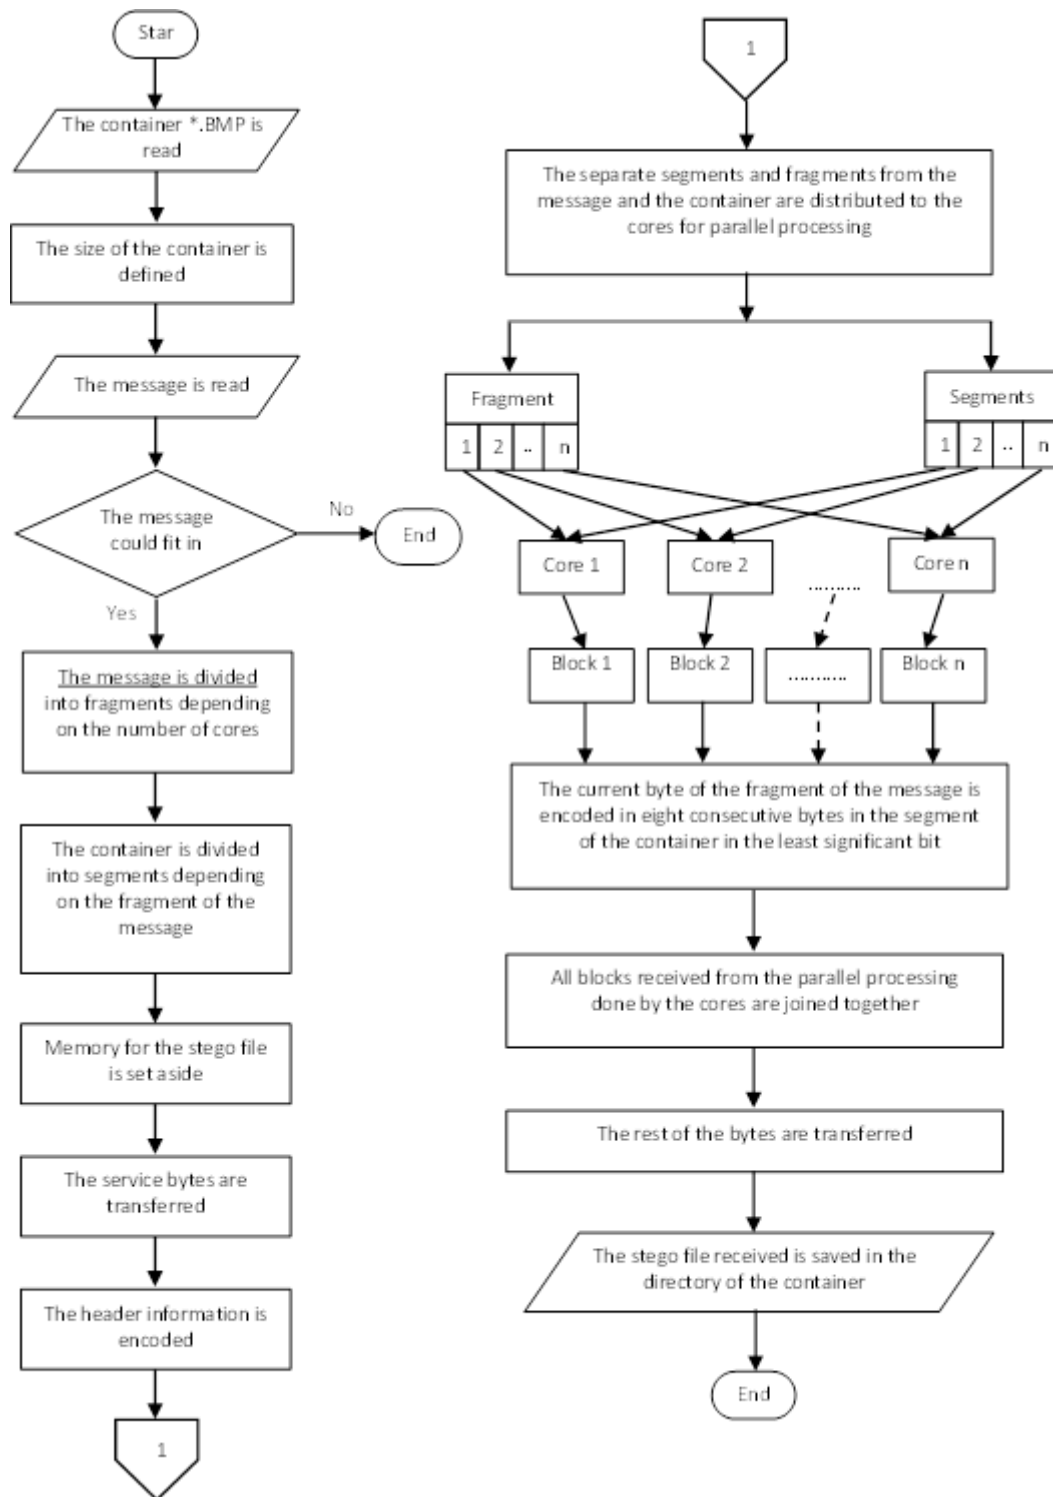 Star
The container *.BMP is
read
The size of the container is
defined
The message is read
The message
could fit in
No
End
Yes
The message is divided
into fragments depending
on the number of cores
The container is divided
into segments depending
on the fragment of the
message
Memory for the stego file
is set aside
The service bytes are
transferred
The header information is
encoded
1
1
The separate segments and fragments from the
message and the container are distributed to the
cores for parallel processing
Fragment
1 2 .. n
Segments
1 2 .. n
Core 1
Core 2
..........
Core n
Block 1
Block 2
...........
Block n
The current byte of the fragment of the message is
encoded in eight consecutive bytes in the segment
of the container in the least significant bit
All blocks received from the parallel processing
done by the cores are joined together
The rest of the bytes are transferred
The stego file received is saved in the
directory of the container
End